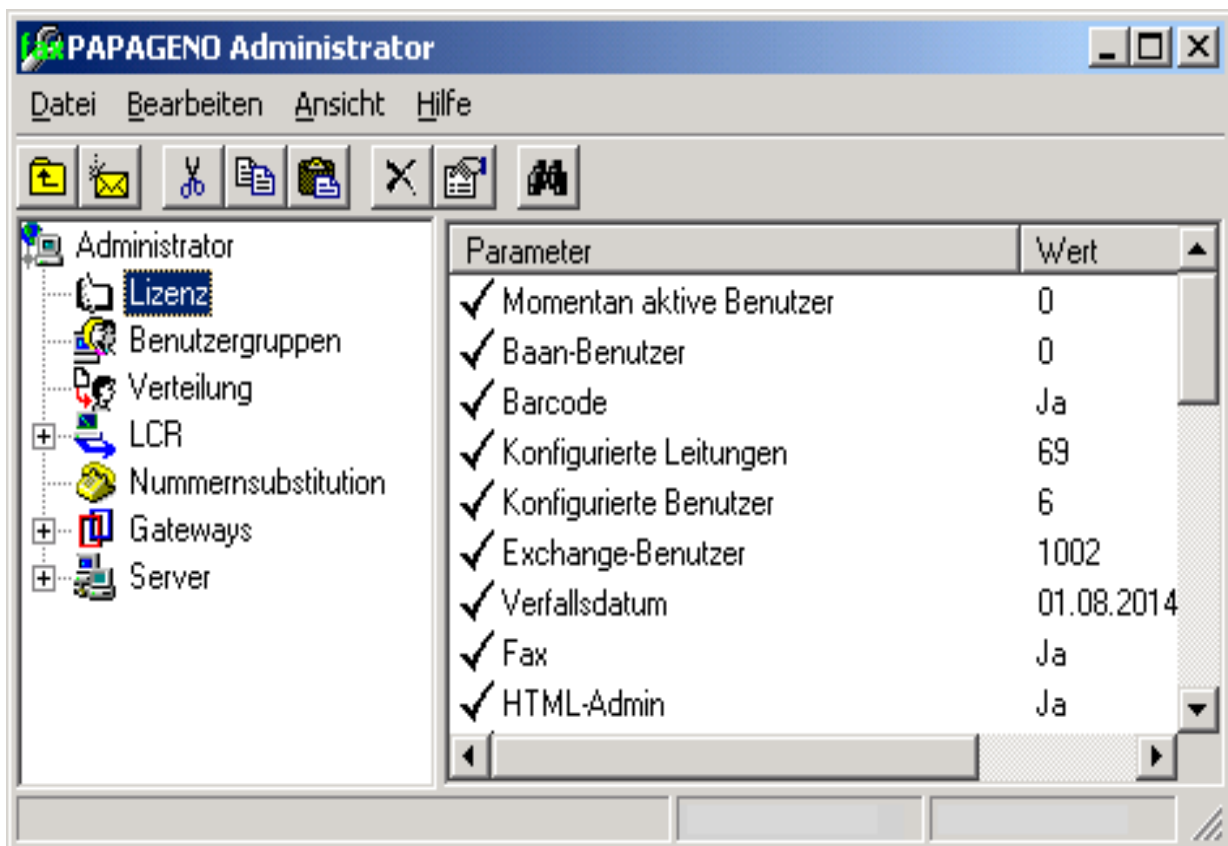 fax PAPAGENO Administrator
Datei Bearbeiten Ansicht Hilfe
Administrator
Lizenz
Benutzergruppen
Verteilung
LCR
Nummernsubstitution
Gateways
Server
Parameter Wert
Momentan aktive Benutzer 0
Baan-Benutzer 0
Barcode Ja
Konfigurierte Leitungen 69
Konfigurierte Benutzer 6
Exchange-Benutzer 1002
Verfallsdatum 01.08.2014
Fax Ja
HTML-Admin Ja